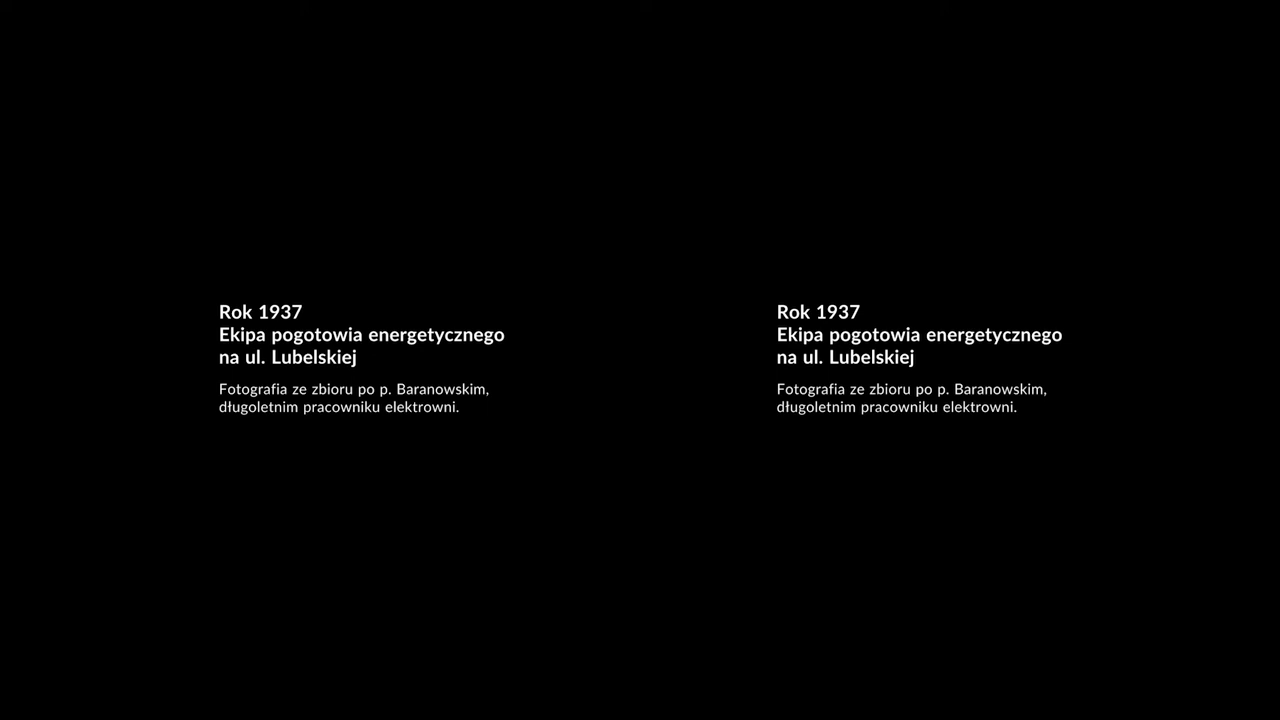 Rok 1937
Ekipa pogotowia energetycznego
na ul. Lubelskiej
Fotografia ze zbioru po p. Baranowskim,
długoletnim pracowniku elektrowni.
Rok 1937
Ekipa pogotowia energetycznego
na ul. Lubelskiej
Fotografia ze zbioru po p. Baranowskim,
długoletnim pracowniku elektrowni.